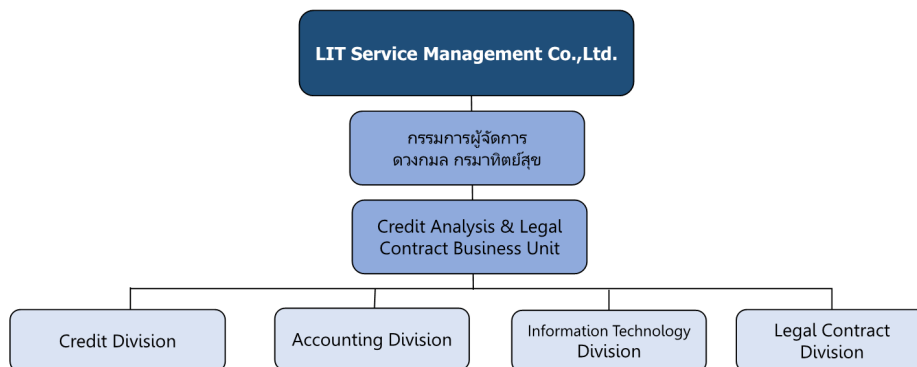 LIT Service Management Co.,Ltd.
กรรมการผู้จัดการ
ดวงกมล กรมาทิตย์สุข
Credit Analysis & Legal
Contract Business Unit
Credit Division
Accounting Division
Information Technology
Division
Legal Contract
Division